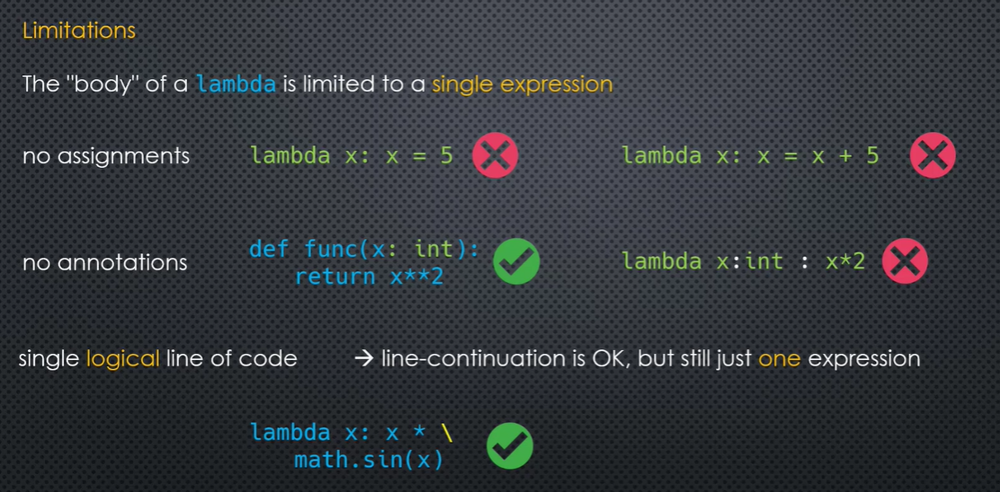 Limitations
The "body" of a lambda is limited to a single expression
no assignments lambda x: x = 5 lambda x: x = x + 5
no annotations def func(x: int): lambda x:int : x*2
return x**2
single logical line of code → line-continuation is OK, but still just one expression
lambda x: x * \
math.sin(x)